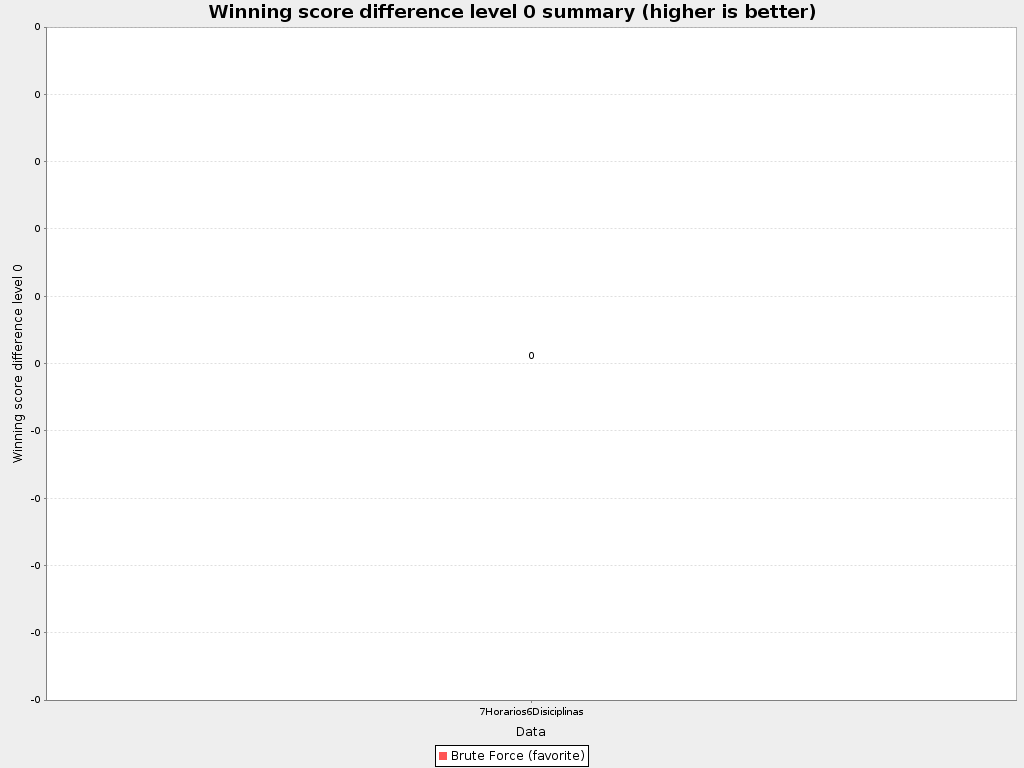 Winning score difference level 0 summary (higher is better)
Winning score difference level 0
0
0
0
0
0
0
-0
-0
-0
-0
-0
0
7Horarios6Disiciplinas
Data
Brute Force (favorite)